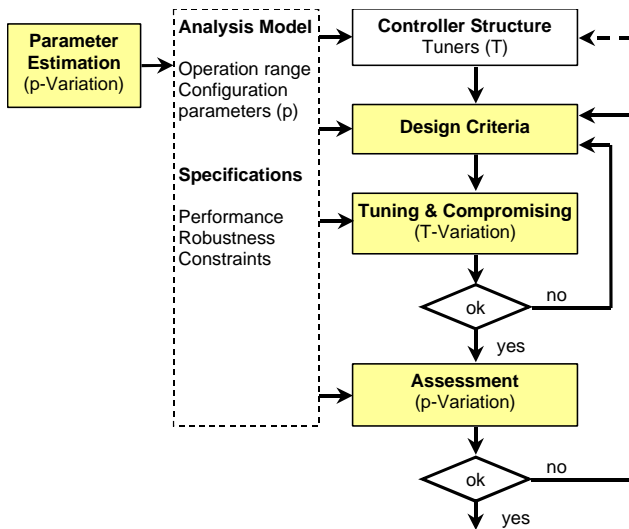 Parameter
Estimation
(p-Variation)
Analysis Model
Operation range
Configuration
parameters (p)
Specifications
Performance
Robustness
Constraints
Controller Structure
Tuners (T)
Design Criteria
Tuning & Compromising
(T-Variation)
ok
no
yes
Assessment
(p-Variation)
ok
no
yes